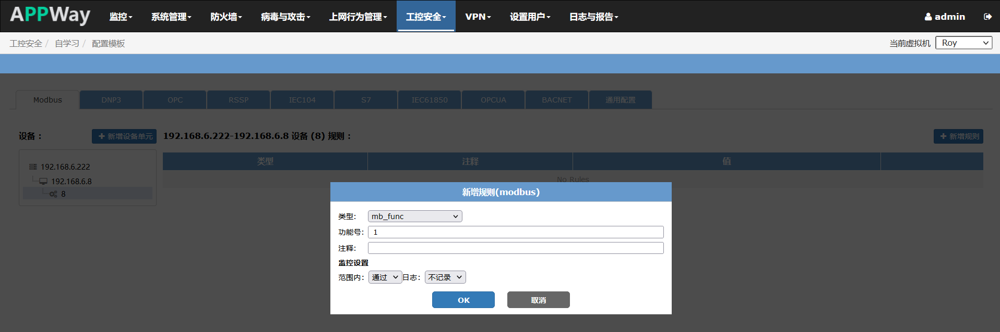 APPWay 监控 系统管理 防火墙 病毒与攻击 上网行为管理 工控安全 VPN 设置用户 日志与报告 admin
工控安全 / 自学习 / 配置模板 当前虚拟机 Roy
Modbus DNP3 OPC RSSP IEC104 S7 IEC61850 OPCUA BACNET 通用配置
设备： + 新增设备单元 192.168.6.222-192.168.6.8 设备 (8) 规则： + 新增规则
类型 注释 值
192.168.6.222
192.168.6.8
8
No Rules
新增规则(modbus)
类型: mb_func
功能号: 1
注释:
监控设置
范围内: 通过 日志: 不记录
OK 取消